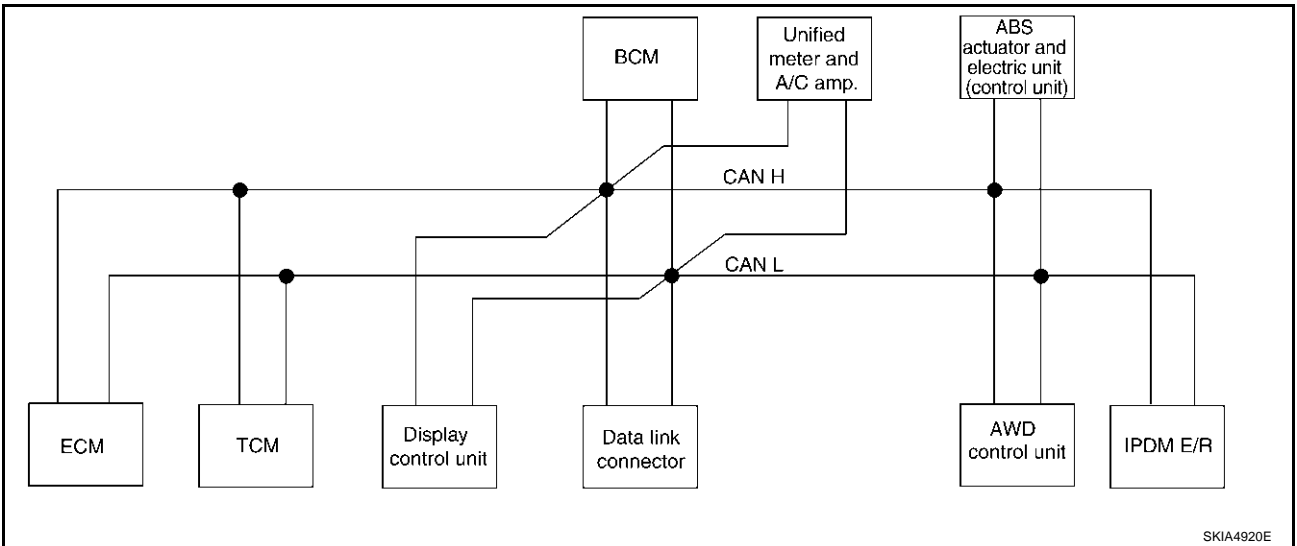 BCM
Unified
meter and
A/C amp.
ABS
actuator and
electric unit
(control unit)
CAN H
CAN L
ECM
TCM
Display
control unit
Data link
connector
AWD
control unit
IPDM E/R
SKIA4920E